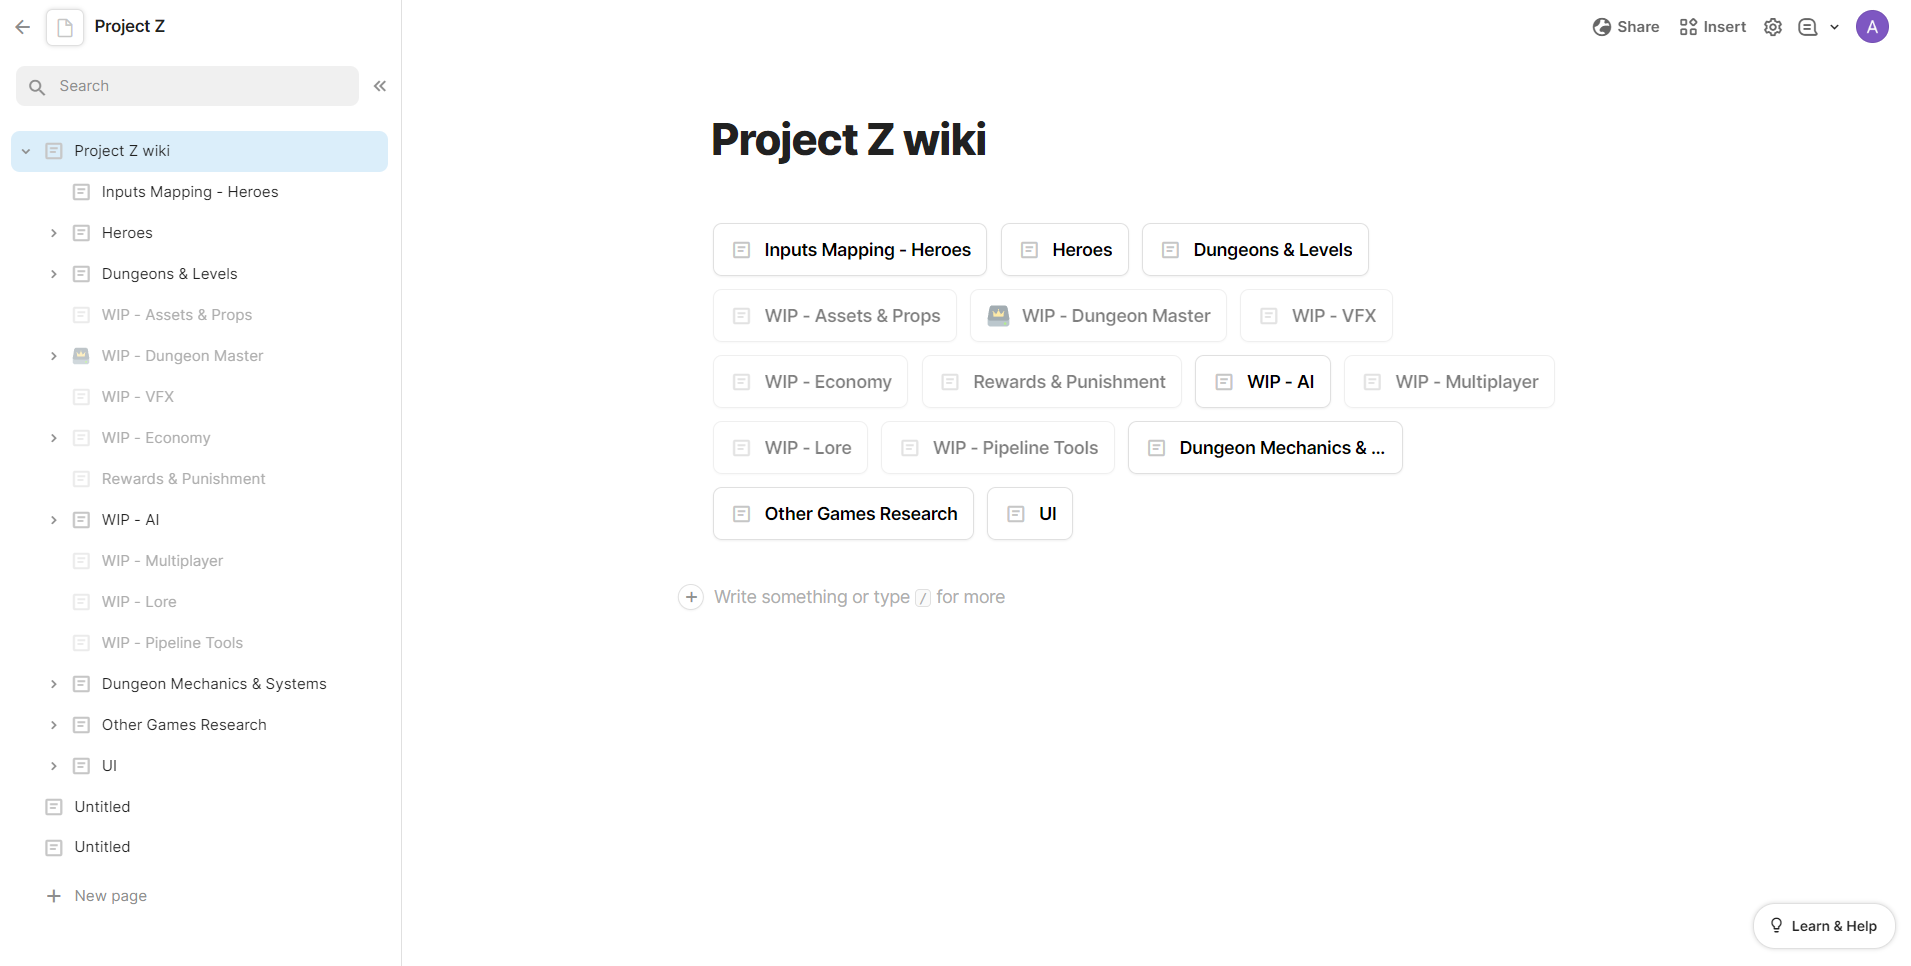 Project Z
Share
Insert
A
Search
Project Z wiki
Inputs Mapping - Heroes
Heroes
Dungeons & Levels
WIP - Assets & Props
WIP - Dungeon Master
WIP - VFX
WIP - Economy
Rewards & Punishment
WIP - AI
WIP - Multiplayer
WIP - Lore
WIP - Pipeline Tools
Dungeon Mechanics & Systems
Other Games Research
UI
Untitled
Untitled
New page
Project Z wiki
Inputs Mapping - Heroes Heroes Dungeons & Levels
WIP - Assets & Props WIP - Dungeon Master WIP - VFX
WIP - Economy Rewards & Punishment WIP - AI WIP - Multiplayer
WIP - Lore WIP - Pipeline Tools Dungeon Mechanics & ...
Other Games Research UI
Write something or type / for more
Learn & Help